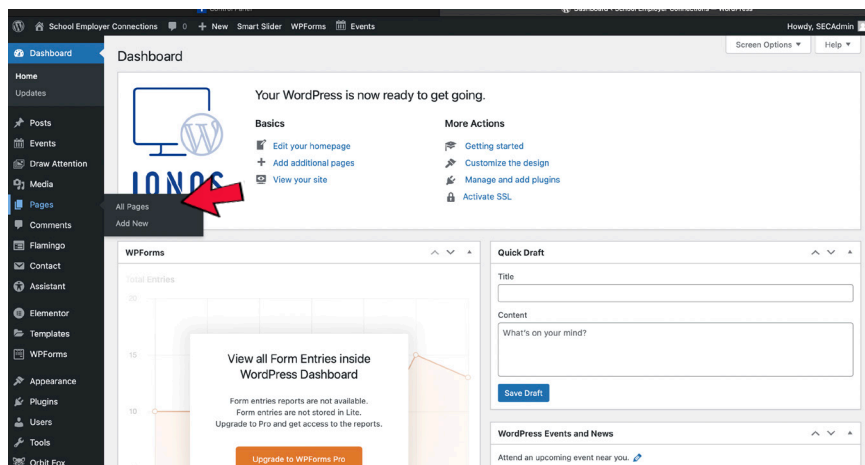 School Employer Connections 0 + New Smart Slider WPForms Events Howdy, SECAdmin
Screen Options ▼ Help ▼
Dashboard
Home
Updates
Posts
Events
Draw Attention
Media
Pages
Comments
Flamingo
Contact
Assistant
Elementor
Templates
WPForms
Appearance
Plugins
Users
Tools
Orbit Fox
All Pages
Add New
Dashboard
Your WordPress is now ready to get going.
Basics
Edit your homepage
Add additional pages
View your site
More Actions
Getting started
Customize the design
Manage and add plugins
Activate SSL
IONOS
WPForms
Total Entries
20
15
10
View all Form Entries inside
WordPress Dashboard
Form entries reports are not available.
Form entries are not stored in Lite.
Upgrade to Pro and get access to the reports.
Upgrade to WPForms Pro
Quick Draft
Title
Content
What's on your mind?
Save Draft
WordPress Events and News
Attend an upcoming event near you.